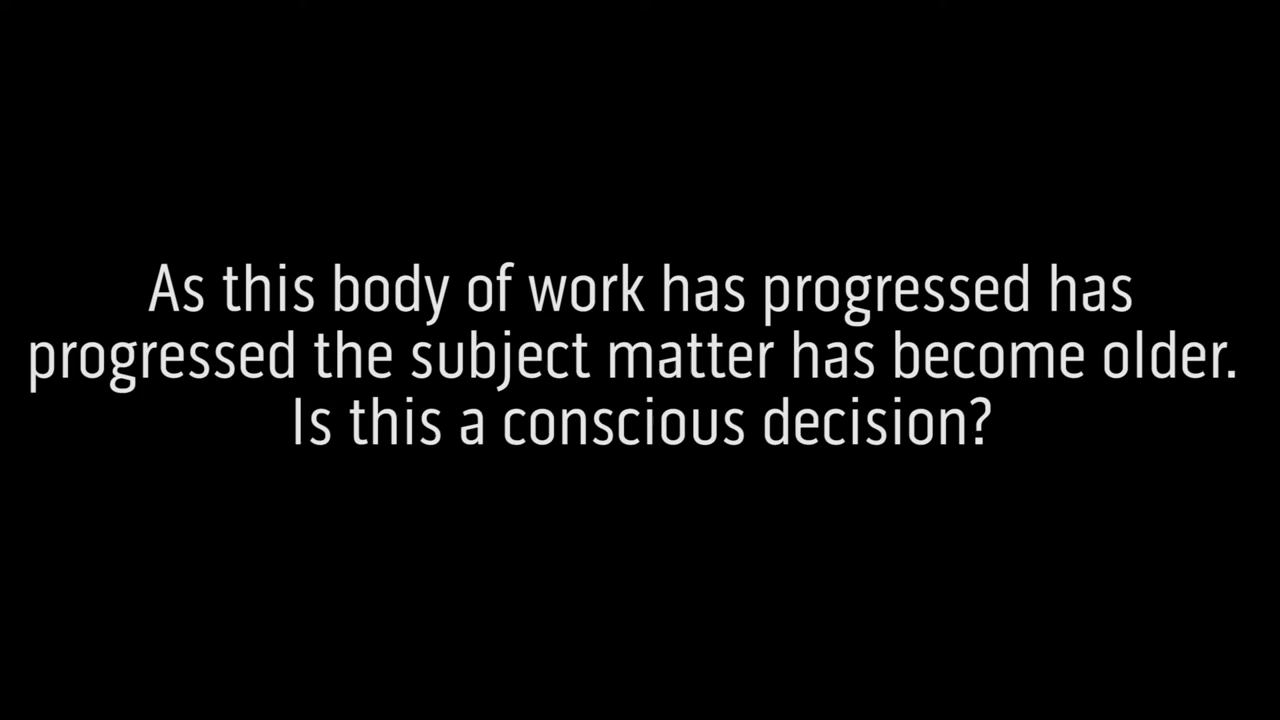 As this body of work has progressed has
progressed the subject matter has become older.
Is this a conscious decision?